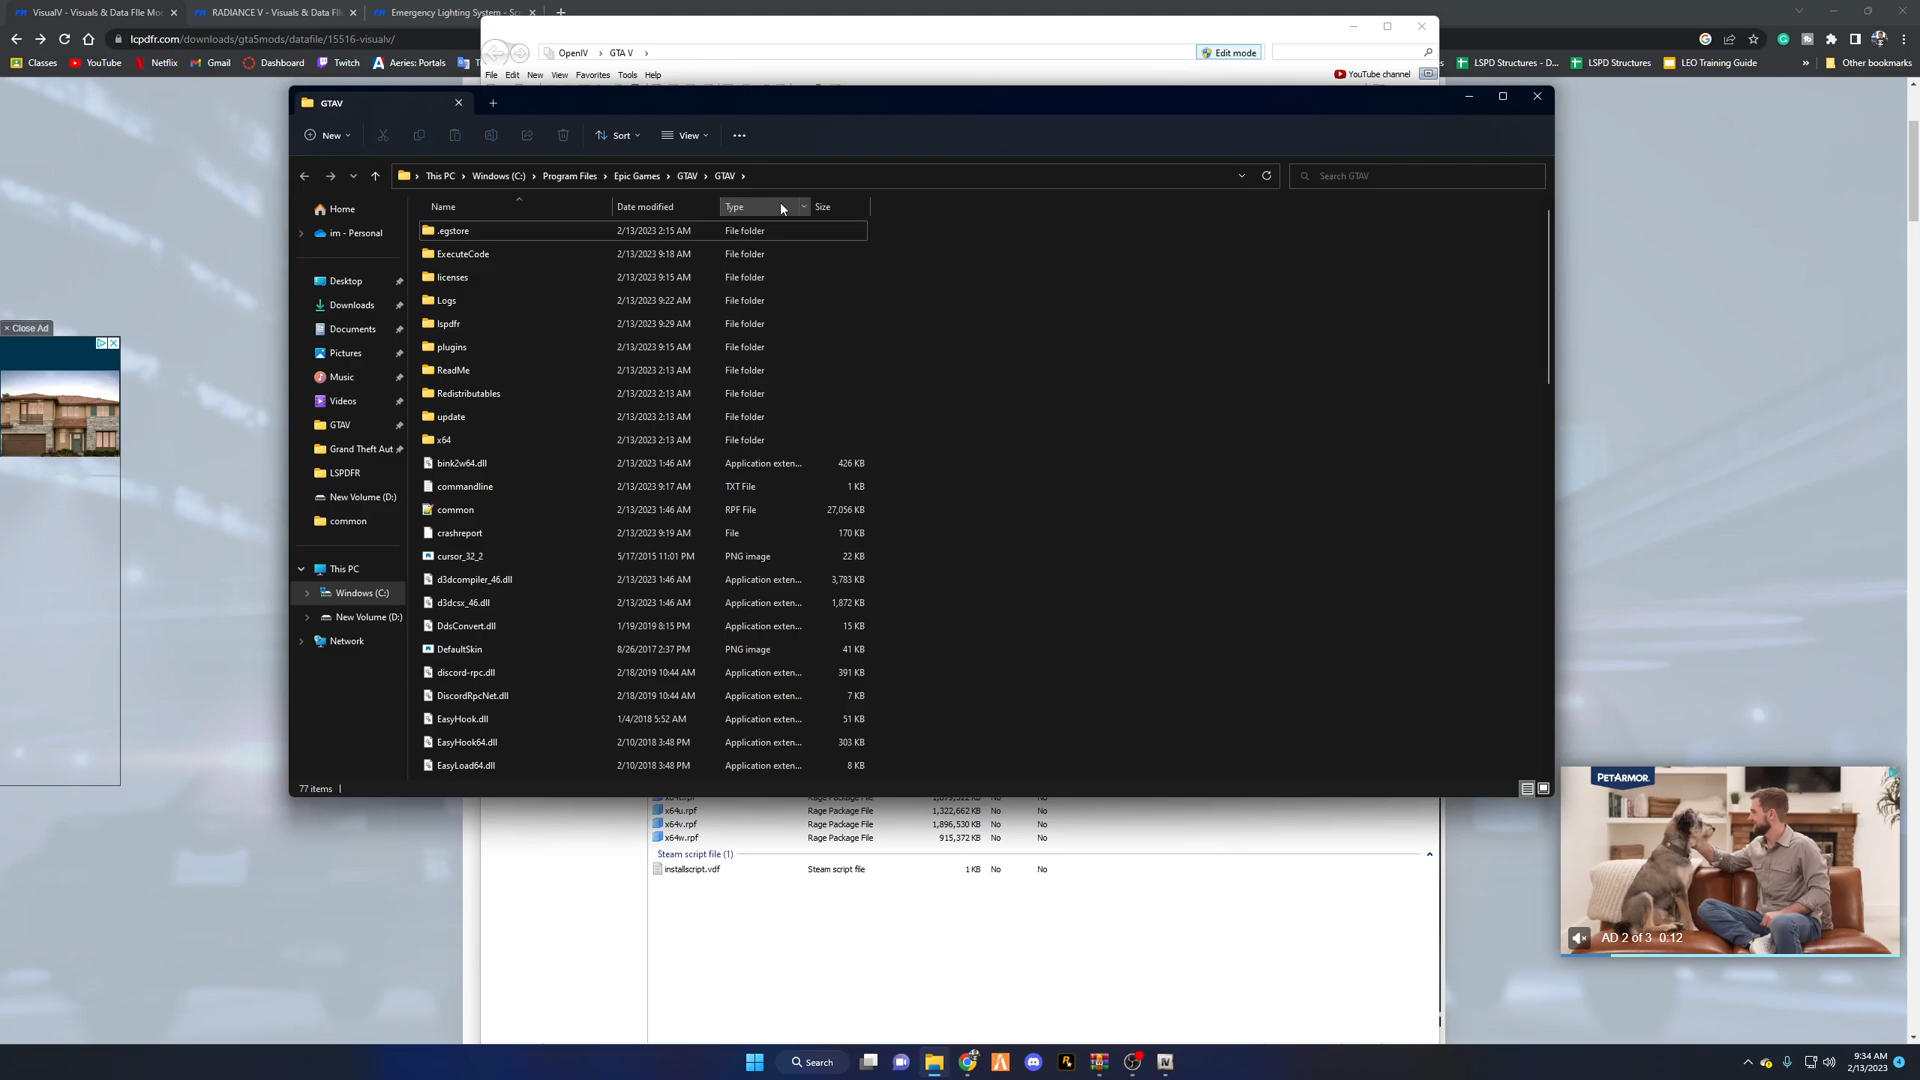 VisualV - Visuals & Data FIle Mo
RADIANCE V - Visuals & Data FIl
Emergency Lighting System - Sc
lcpdfr.com/downloads/gta5mods/datafile/15516-visualv/
Classes
YouTube
Netflix
Gmail
Dashboard
Twitch
Aeries: Portals
LSPD Structures - D...
LSPD Structures
LEO Training Guide
Other bookmarks
OpenIV
GTA V
Edit mode
File Edit New View Favorites Tools Help
YouTube channel
GTAV
New
Sort
View
This PC > Windows (C:) > Program Files > Epic Games > GTAV > GTAV >
Search GTAV
Name Date modified Type Size
Home
im - Personal
Desktop
Downloads
Documents
Pictures
Music
Videos
GTAV
Grand Theft Aut
LSPDFR
New Volume (D:)
common
This PC
Windows (C:)
New Volume (D:)
Network
.egstore 2/13/2023 2:15 AM File folder
ExecuteCode 2/13/2023 9:18 AM File folder
licenses 2/13/2023 9:15 AM File folder
Logs 2/13/2023 9:22 AM File folder
lspdfr 2/13/2023 9:29 AM File folder
plugins 2/13/2023 9:15 AM File folder
ReadMe 2/13/2023 2:13 AM File folder
Redistributables 2/13/2023 2:13 AM File folder
update 2/13/2023 2:13 AM File folder
x64 2/13/2023 2:13 AM File folder
bink2w64.dll 2/13/2023 1:46 AM Application exten... 426 KB
commandline 2/13/2023 9:17 AM TXT File 1 KB
common 2/13/2023 1:46 AM RPF File 27,056 KB
crashreport 2/13/2023 9:19 AM File 170 KB
cursor_32_2 5/17/2015 11:01 PM PNG image 22 KB
d3dcompiler_46.dll 2/13/2023 1:46 AM Application exten... 3,783 KB
d3dcsx_46.dll 2/13/2023 1:46 AM Application exten... 1,872 KB
DdsConvert.dll 1/19/2019 8:15 PM Application exten... 15 KB
DefaultSkin 8/26/2017 2:37 PM PNG image 41 KB
discord-rpc.dll 2/18/2019 10:44 AM Application exten... 391 KB
DiscordRpcNet.dll 2/18/2019 10:44 AM Application exten... 7 KB
EasyHook.dll 1/4/2018 5:52 AM Application exten... 51 KB
EasyHook64.dll 2/10/2018 3:48 PM Application exten... 303 KB
EasyLoad64.dll 2/10/2018 3:48 PM Application exten... 8 KB
77 items
x64u.rpf Rage Package File 1,322,662 KB No No
x64v.rpf Rage Package File 1,896,530 KB No No
x64w.rpf Rage Package File 915,372 KB No No
Steam script file (1)
installscript.vdf Steam script file 1 KB No No
× Close Ad
PETARMOR
AD 2 of 3 0:12
Search
9:34 AM
2/13/2023
4